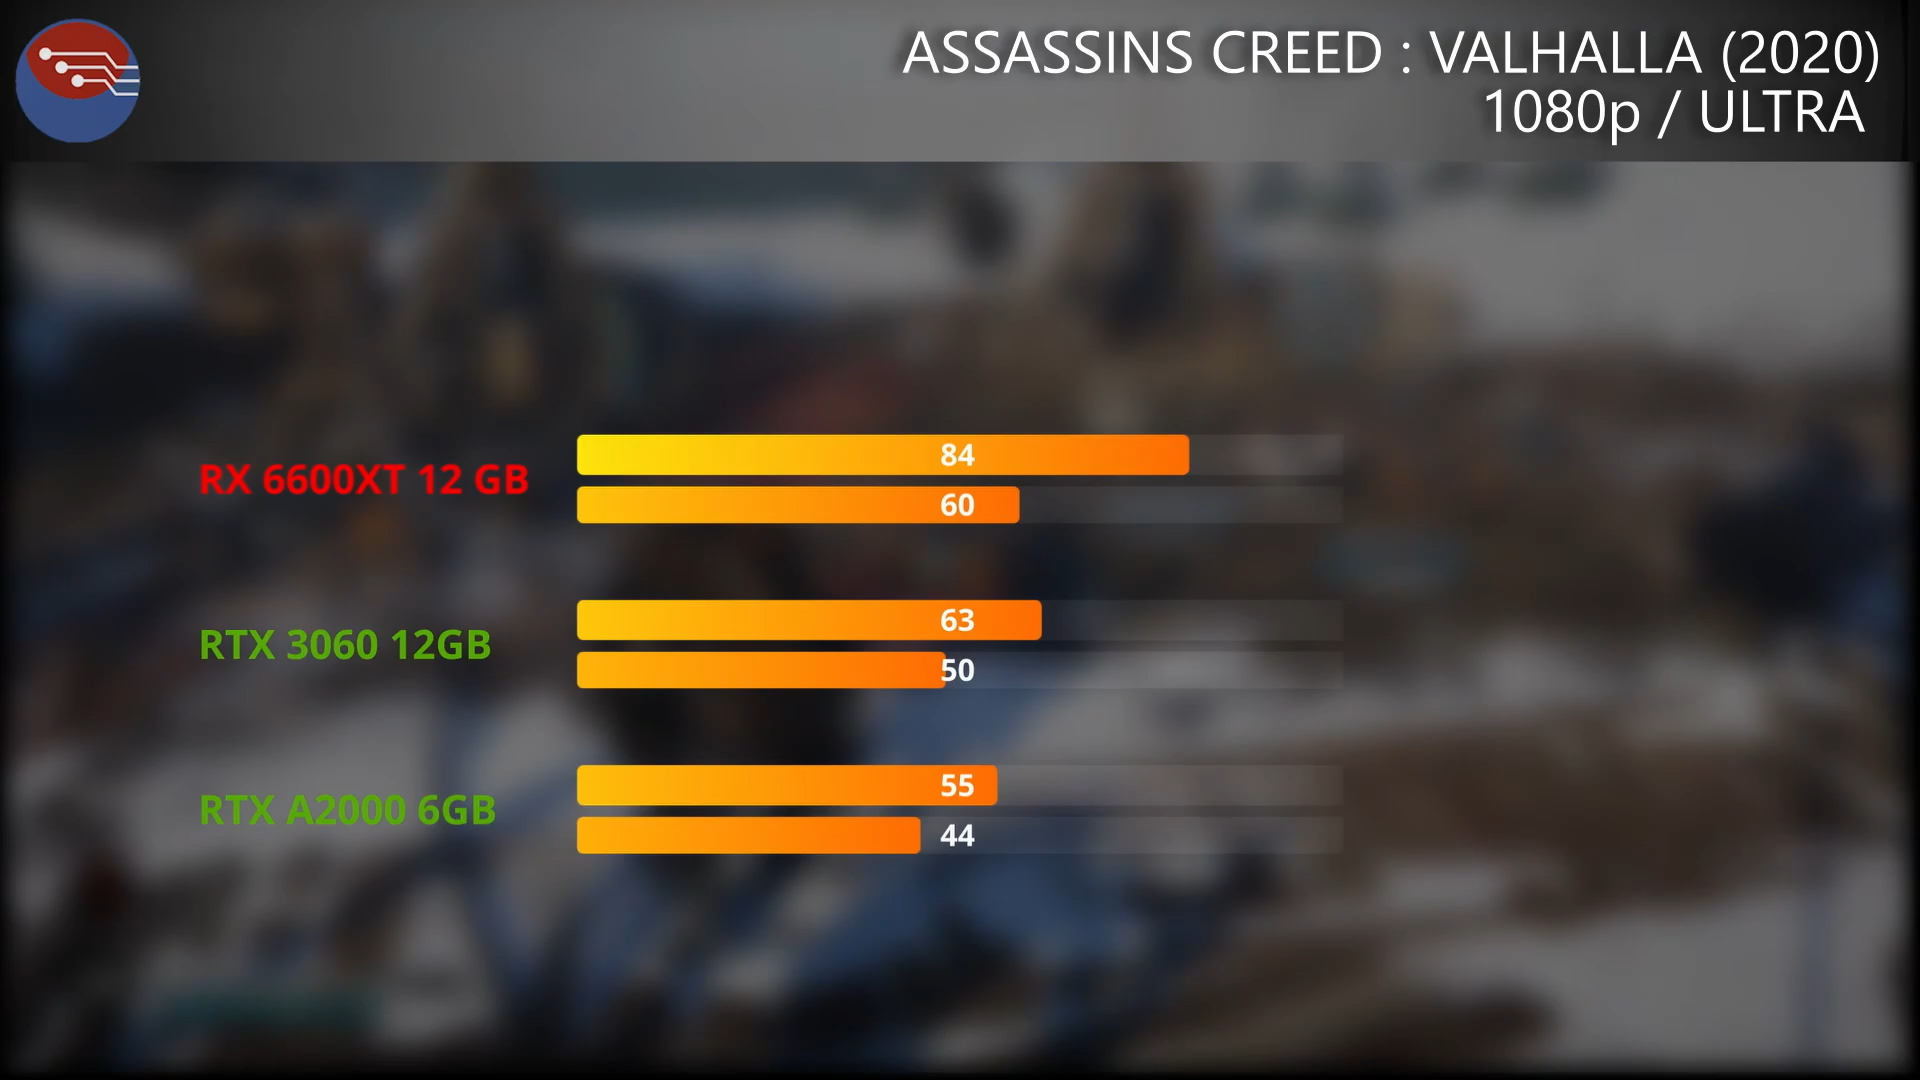 ASSASSINS CREED : VALHALLA (2020)
1080p / ULTRA
RX 6600XT 12 GB
84
60
RTX 3060 12GB
63
50
RTX A2000 6GB
55
44